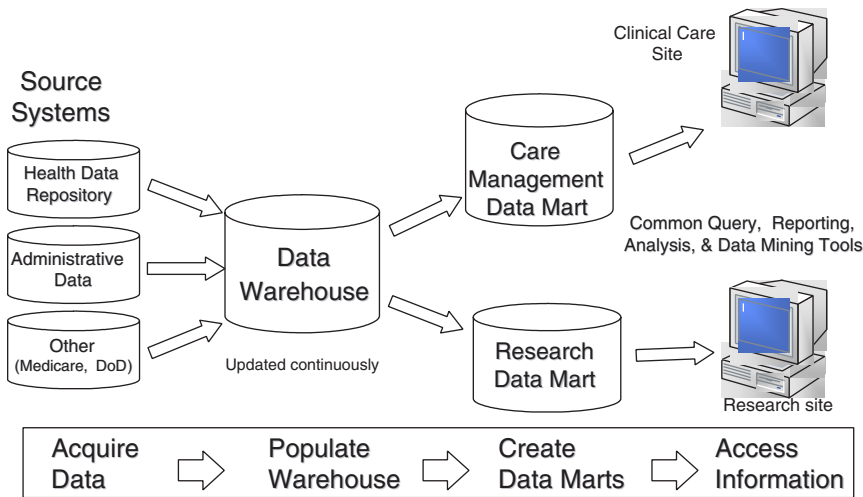 Source
Systems
Health Data
Repository
Administrative
Data
Other
(Medicare, DoD)
Data
Warehouse
Updated continuously
Care
Management
Data Mart
Research
Data Mart
Clinical Care
Site
Common Query, Reporting,
Analysis, & Data Mining Tools
Research site
Acquire
Data
Populate
Warehouse
Create
Data Marts
Access
Information